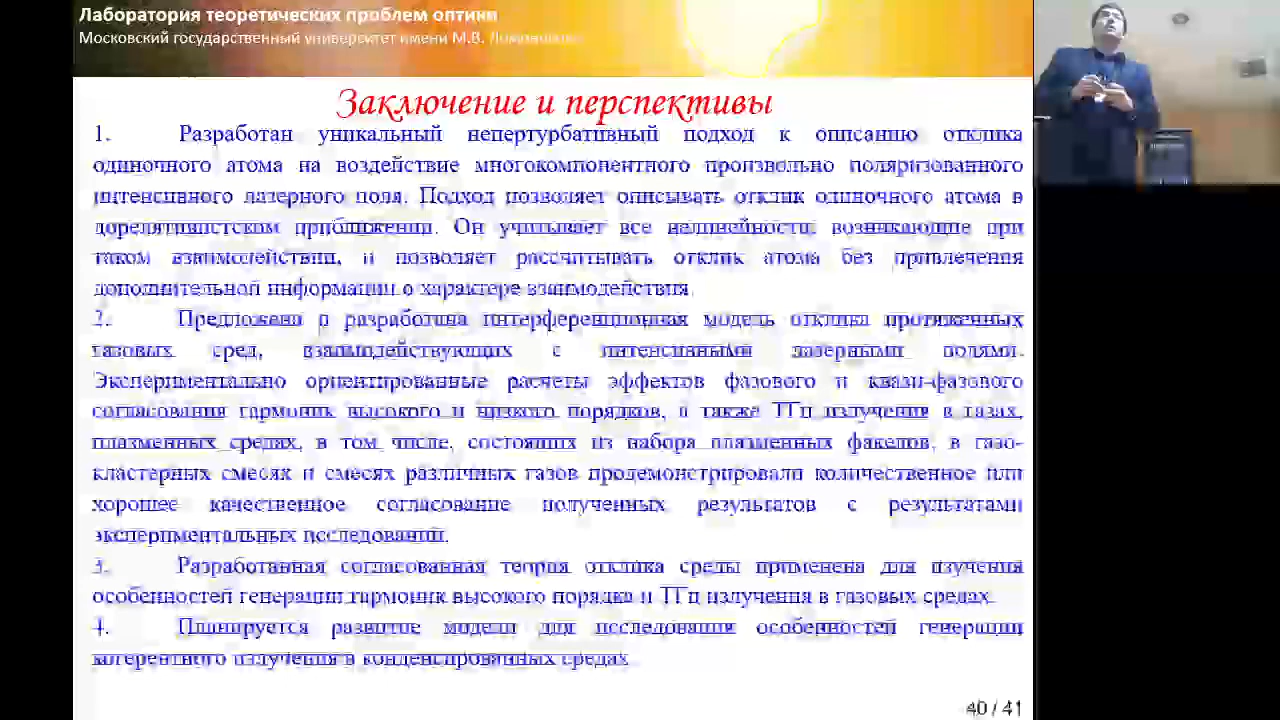 Лаборатория теоретических проблем оптики
Московский государственный университет имени М.В. Ломоносова
Заключение и перспективы
1. Разработан уникальный непертурбативный подход к описанию отклика
одиночного атома на воздействие многокомпонентного произвольно поляризованного
интенсивного лазерного поля. Подход позволяет описывать отклик одиночного атома в
дорелятивистском приближении. Он учитывает все нелинейности, возникающие при
таком взаимодействии, и позволяет рассчитывать отклик атома без привлечения
дополнительной информации о характере взаимодействия.
2. Предложена и разработана интерференционная модель отклика протяженных
газовых сред, взаимодействующих с интенсивными лазерными полями.
Экспериментально ориентированные расчеты эффектов фазового и квази-фазового
согласования гармоник высокого и низкого порядков, а также ТГц излучения в газах,
плазменных средах, в том числе, состоящих из набора плазменных факелов, в газо-
кластерных смесях и смесях различных газов продемонстрировали количественное или
хорошее качественное согласование полученных результатов с результатами
экспериментальных исследований.
3. Разработанная согласованная теория отклика среды применена для изучения
особенностей генерации гармоник высокого порядка и ТГц излучения в газовых средах.
4. Планируется развитие модели для исследования особенностей генерации
когерентного излучения в конденсированных средах
40 / 41